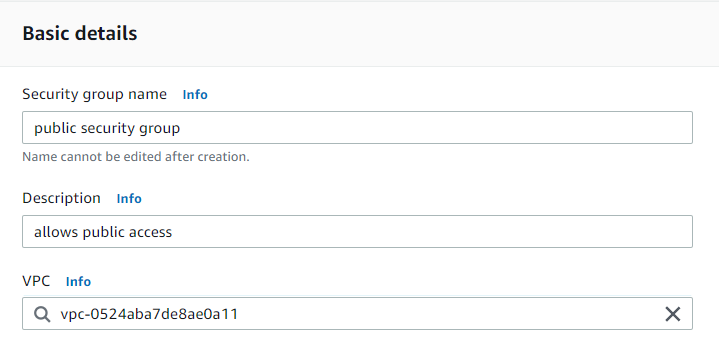 Basic details
Security group name Info
public security group
Name cannot be edited after creation.
Description Info
allows public access
VPC Info
vpc-0524aba7de8ae0a11